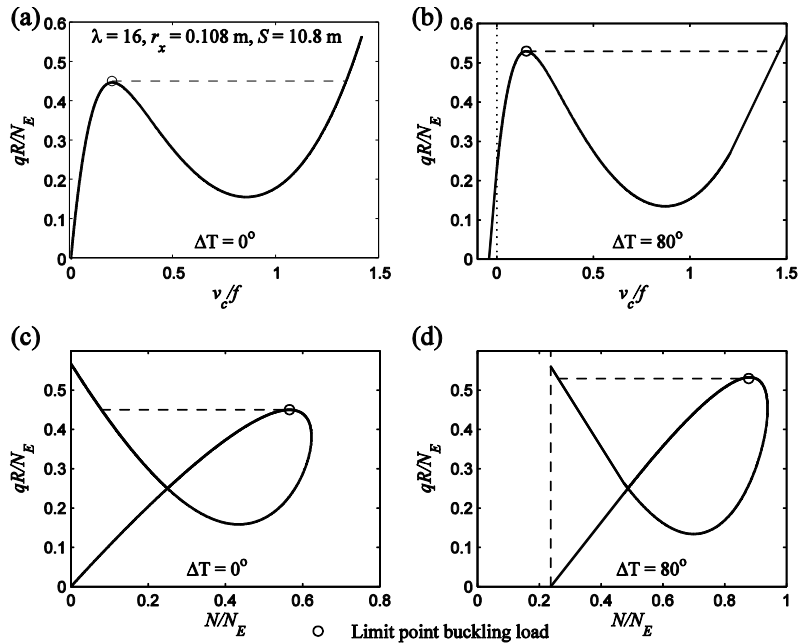 (a)
λ = 16, r_x = 0.108 m, S = 10.8 m
0.6
0.5
0.4
0.3
0.2
0.1
0
qR/N_E
ΔT = 0°
0 0.5 1 1.5
v_c/f
(b)
0.6
0.5
0.4
0.3
0.2
0.1
0
qR/N_E
ΔT = 80°
0 0.5 1 1.5
v_c/f
(c)
0.5
0.4
0.3
0.2
0.1
0
qR/N_E
ΔT = 0°
0 0.2 0.4 0.6 0.8
N/N_E
(d)
0.5
0.4
0.3
0.2
0.1
0
qR/N_E
ΔT = 80°
0 0.2 0.4 0.6 0.8 1
N/N_E
Limit point buckling load